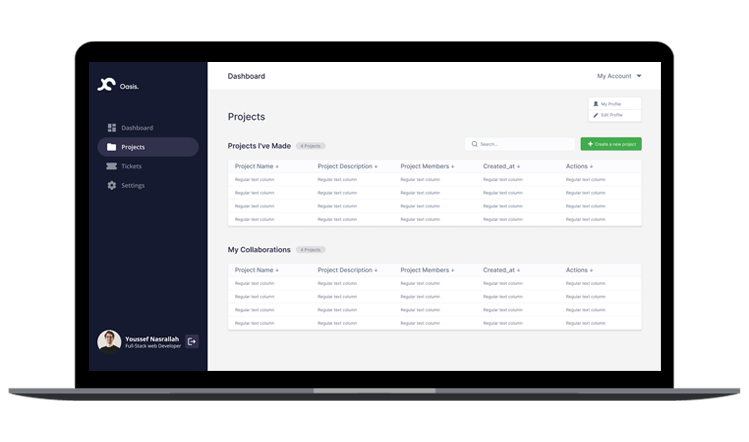 Oasis.
Dashboard
Projects
Tickets
Settings
Youssef Nasrallah
Full-Stack web Developer
Dashboard
My Account
My Profile
Edit Profile
Projects
Projects I've Made 4 Projects
Search...
Create a new project
Project Name Project Description Project Members Created_at Actions
Regular text column Regular text column Regular text column Regular text column Regular text column
Regular text column Regular text column Regular text column Regular text column Regular text column
Regular text column Regular text column Regular text column Regular text column Regular text column
Regular text column Regular text column Regular text column Regular text column Regular text column
My Collaborations 4 Projects
Project Name Project Description Project Members Created_at Actions
Regular text column Regular text column Regular text column Regular text column Regular text column
Regular text column Regular text column Regular text column Regular text column Regular text column
Regular text column Regular text column Regular text column Regular text column Regular text column
Regular text column Regular text column Regular text column Regular text column Regular text column